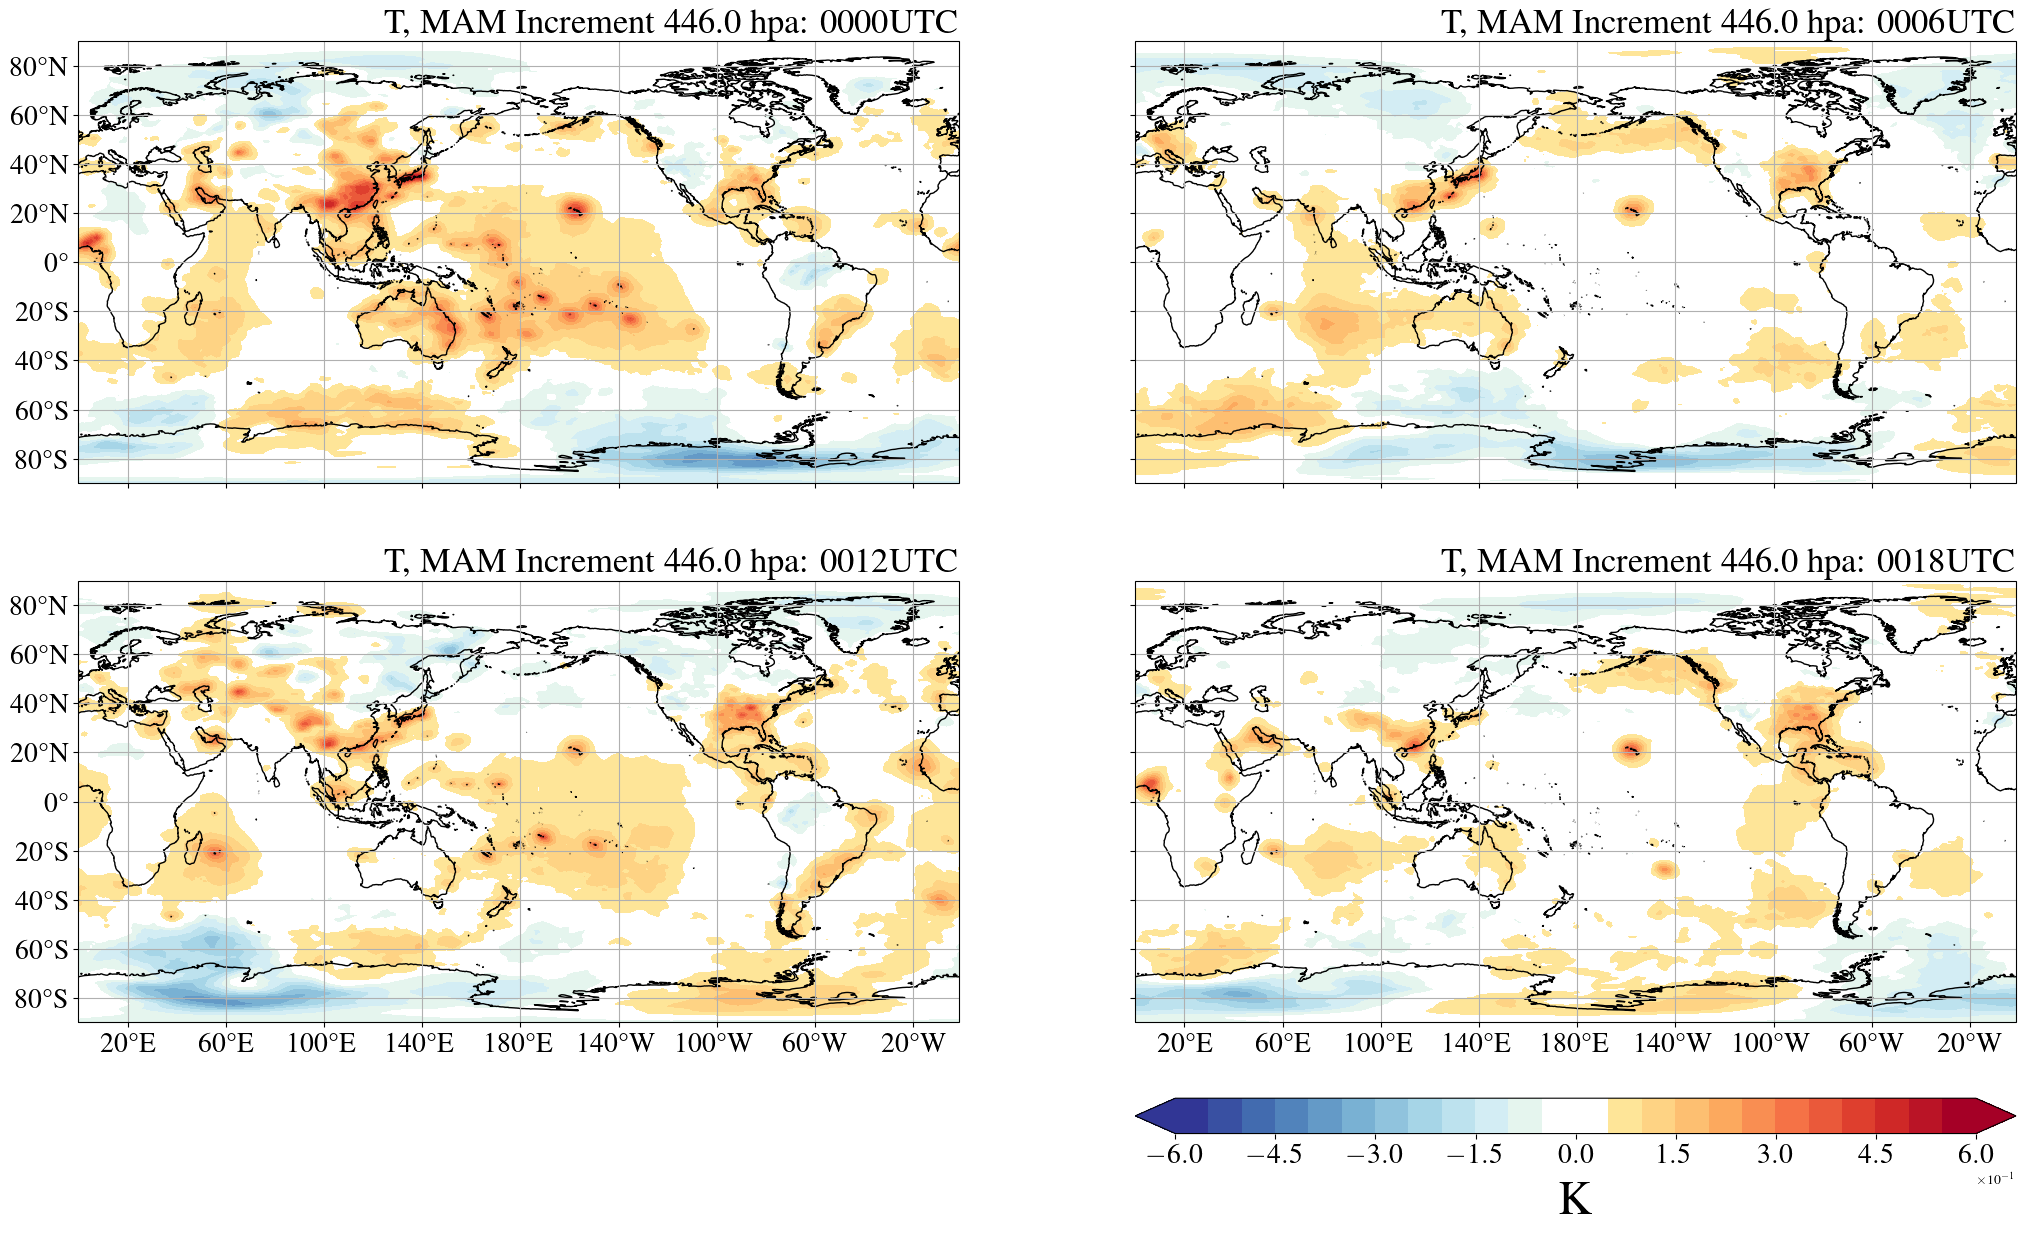 T, MAM Increment 446.0 hpa: 0000UTC
T, MAM Increment 446.0 hpa: 0006UTC
80°N
60°N
40°N
20°N
0°
20°S
40°S
60°S
80°S
T, MAM Increment 446.0 hpa: 0012UTC
T, MAM Increment 446.0 hpa: 0018UTC
80°N
60°N
40°N
20°N
0°
20°S
40°S
60°S
80°S
20°E 60°E 100°E 140°E 180°E 140°W 100°W 60°W 20°W
20°E 60°E 100°E 140°E 180°E 140°W 100°W 60°W 20°W
−6.0 −4.5 −3.0 −1.5 0.0 1.5 3.0 4.5 6.0
×10⁻¹
K